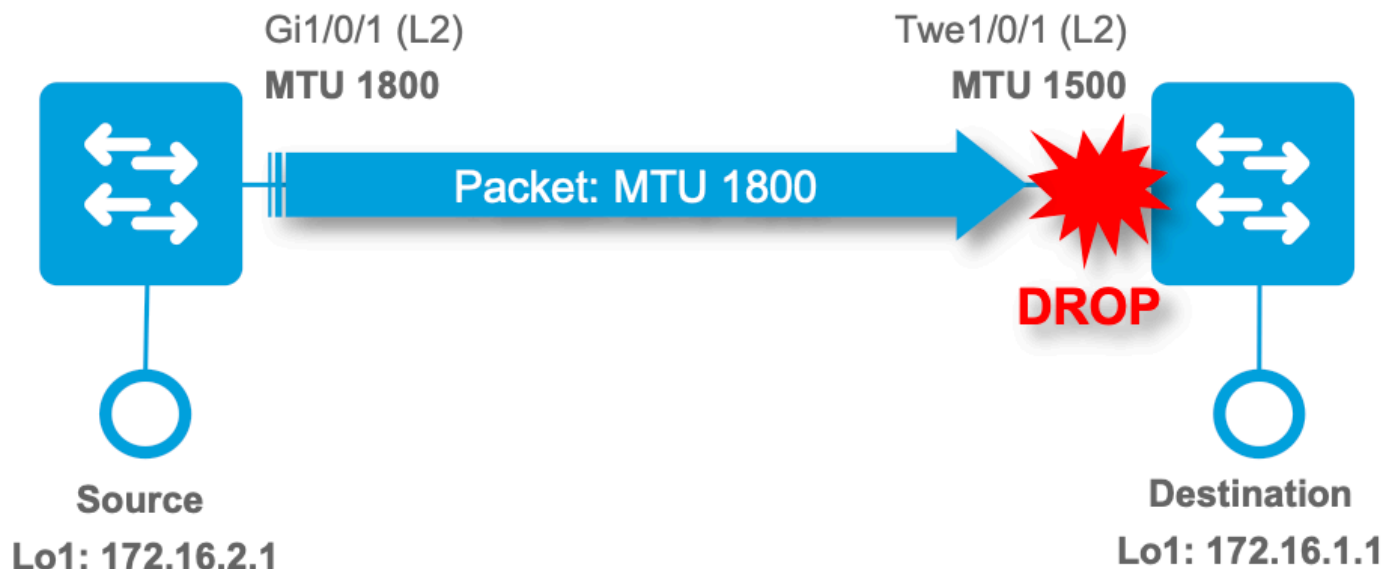 Gi1/0/1 (L2)
MTU 1800
Twe1/0/1 (L2)
MTU 1500
Packet: MTU 1800
DROP
Source
Lo1: 172.16.2.1
Destination
Lo1: 172.16.1.1